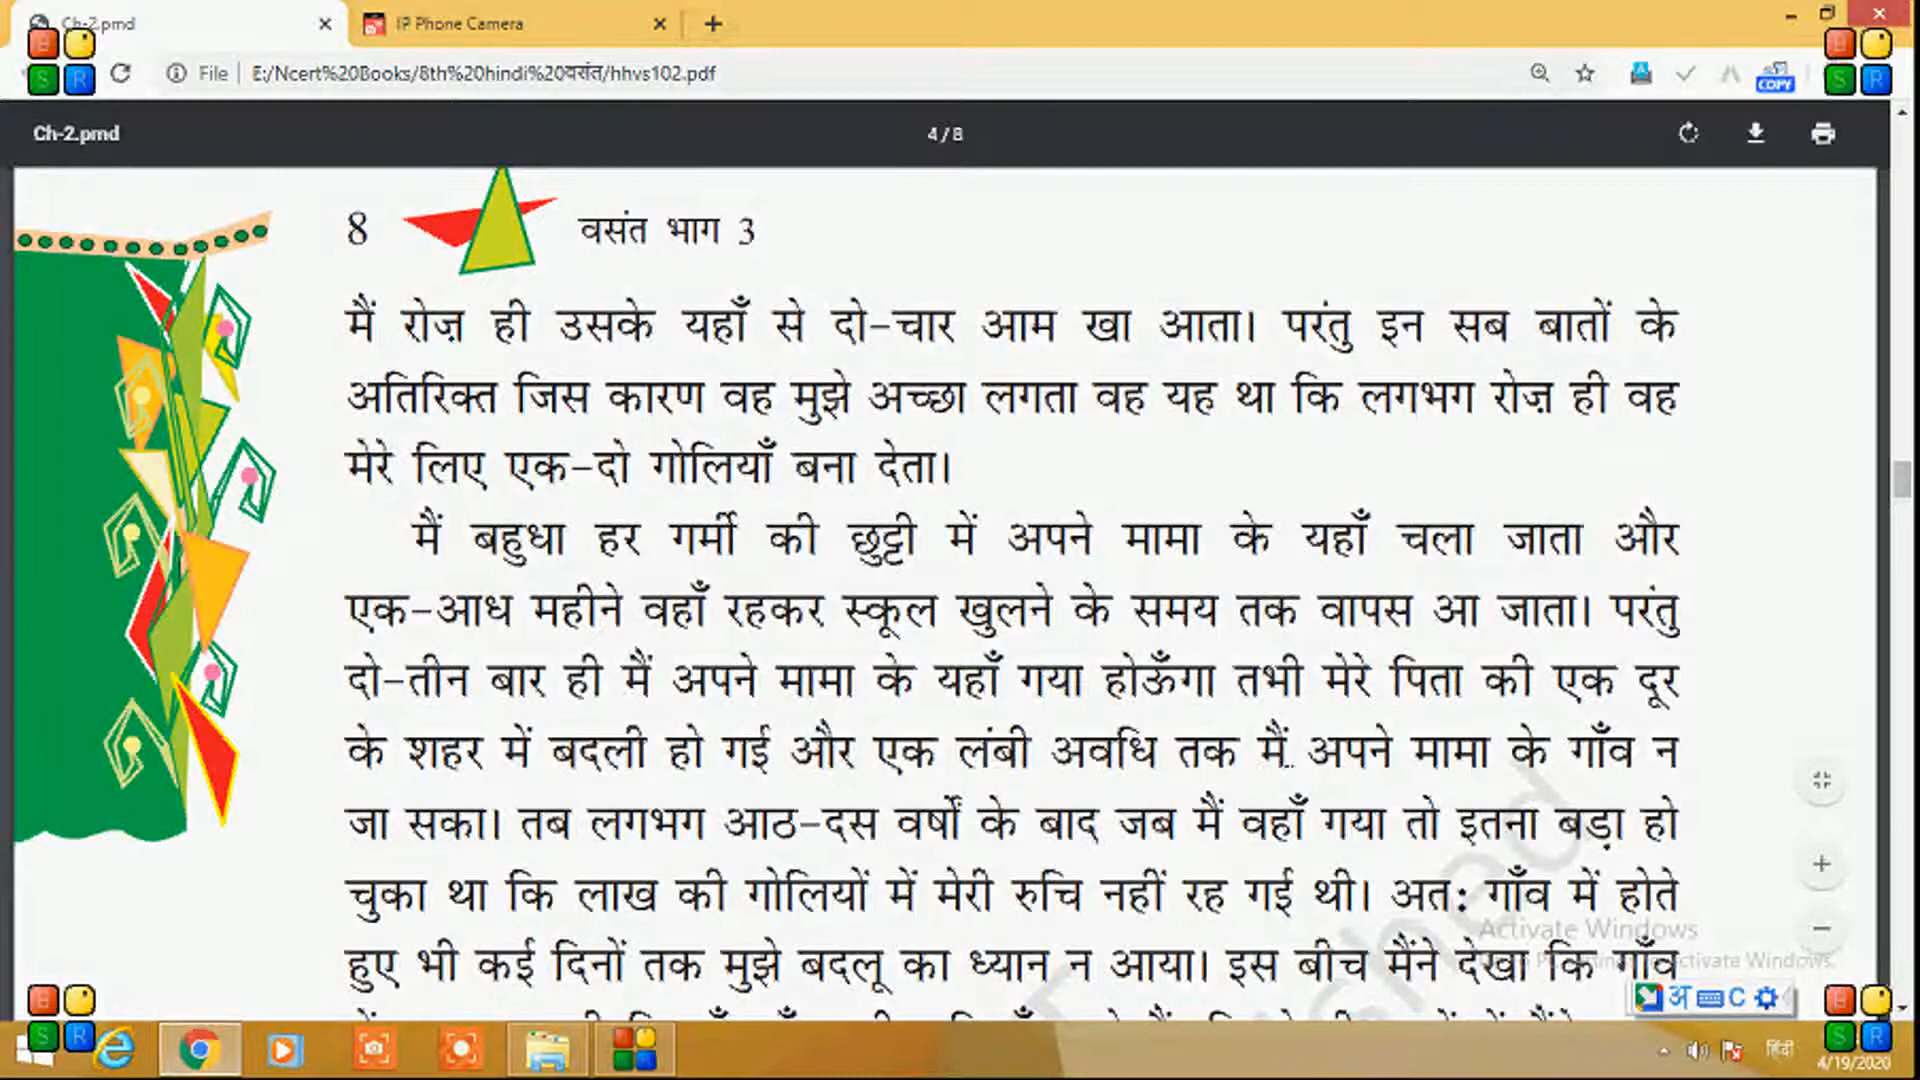 Ch-2.pmd
IP Phone Camera
File E:/Ncert%20Books/8th%20hindi%20वसंत/hhvs102.pdf
COPY
Ch-2.pmd 4 / 8
8 वसंत भाग 3
मैं रोज़ ही उसके यहाँ से दो-चार आम खा आता। परंतु इन सब बातों के
अतिरिक्त जिस कारण वह मुझे अच्छा लगता वह यह था कि लगभग रोज़ ही वह
मेरे लिए एक-दो गोलियाँ बना देता।
मैं बहुधा हर गर्मी की छुट्टी में अपने मामा के यहाँ चला जाता और
एक-आध महीने वहाँ रहकर स्कूल खुलने के समय तक वापस आ जाता। परंतु
दो-तीन बार ही मैं अपने मामा के यहाँ गया होऊँगा तभी मेरे पिता की एक दूर
के शहर में बदली हो गई और एक लंबी अवधि तक मैं अपने मामा के गाँव न
जा सका। तब लगभग आठ-दस वर्षों के बाद जब मैं वहाँ गया तो इतना बड़ा हो
चुका था कि लाख की गोलियों में मेरी रुचि नहीं रह गई थी। अत: गाँव में होते
हुए भी कई दिनों तक मुझे बदलू का ध्यान न आया। इस बीच मैंने देखा कि गाँव
Activate Windows
Activate Windows.
अ C
हिंदी
4/19/2020
B S R
B S R
B S R
B S R